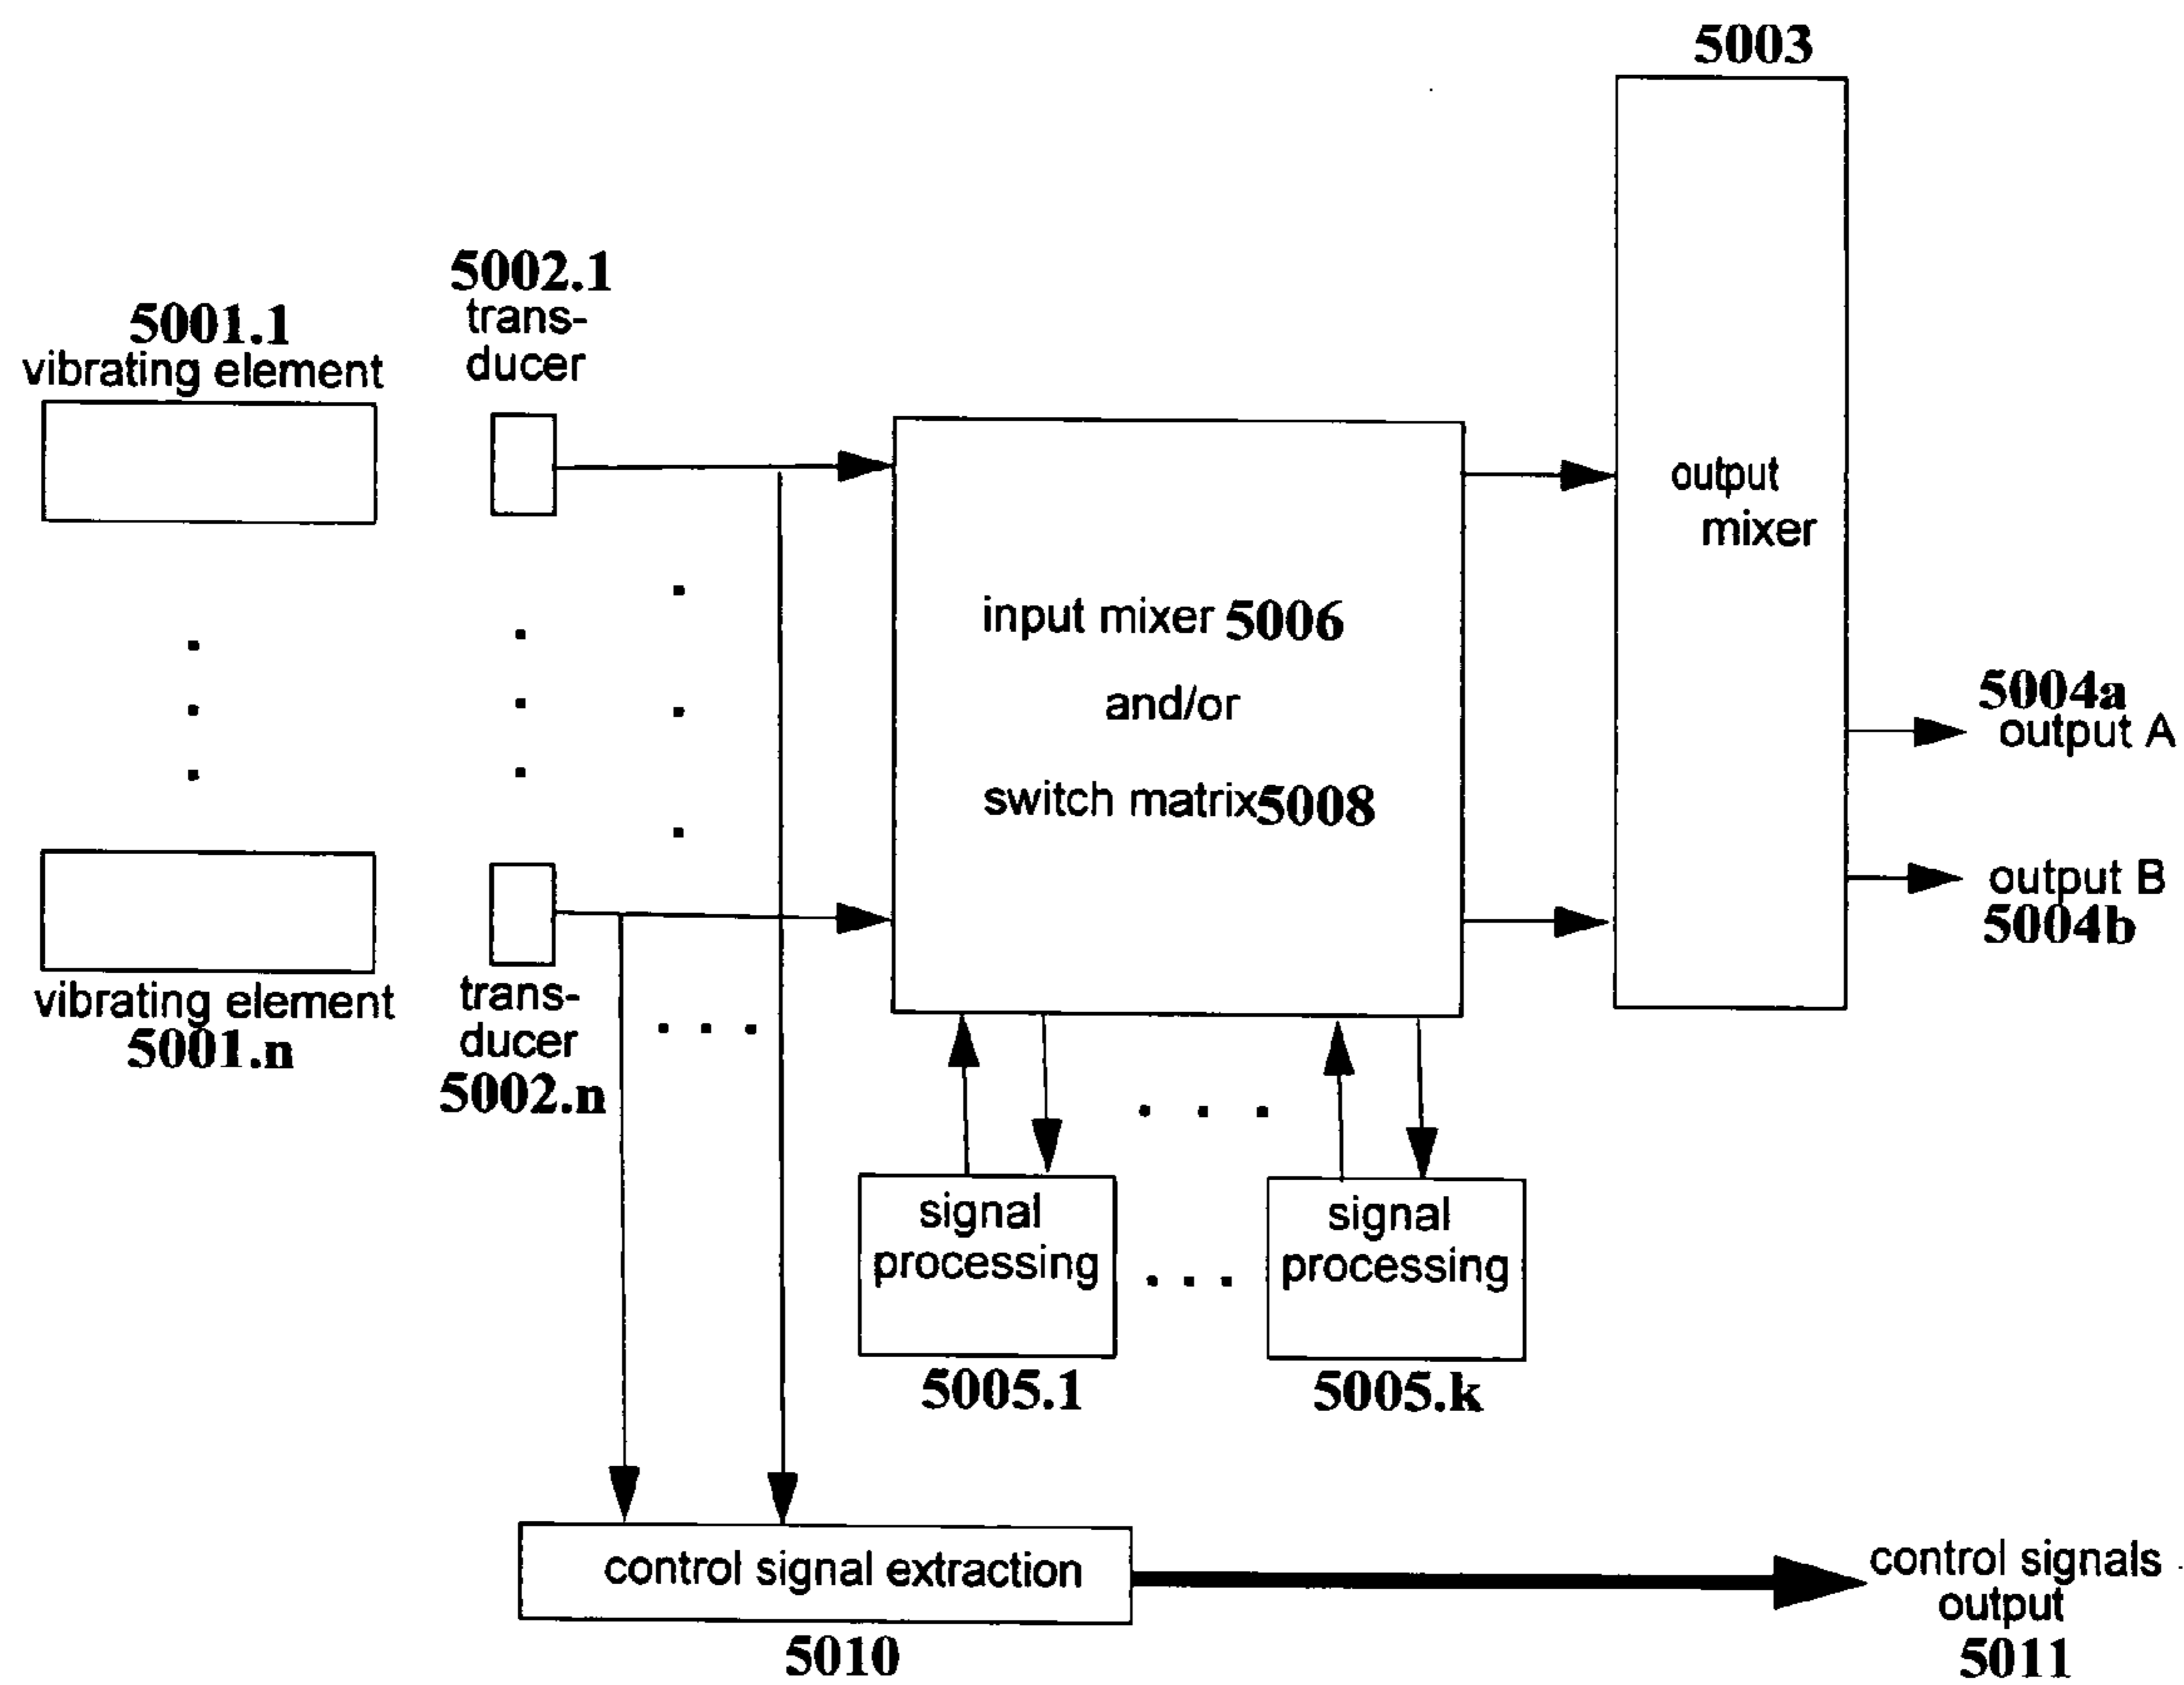 5003
5002.1
trans-
ducer
5001.1
vibrating element
output
mixer
input mixer 5006
and/or
switch matrix5008
5004a
output A
output B
5004b
vibrating element
5001.n
trans-
ducer
5002.n
signal
processing
5005.1
signal
processing
5005.k
control signal extraction
5010
control signals
output
5011